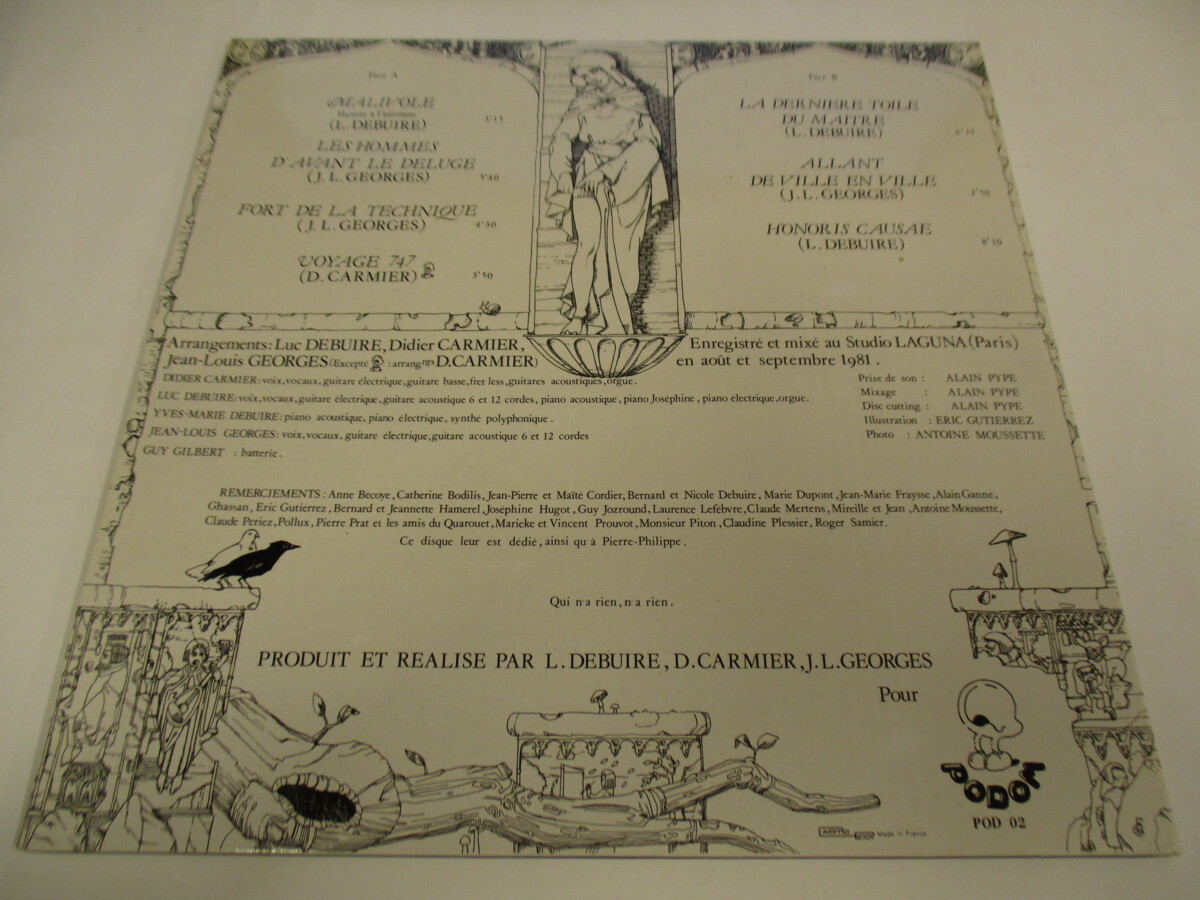 Face A
MALIVOLE
Hymne à l'automne
(L. DEBUIRE) 3'15
LES HOMMES
D'AVANT LE DELUGE
(J.L. GEORGES) 3'40
FORT DE LA TECHNIQUE
(J.L. GEORGES) 4'30
VOYAGE 747
(D. CARMIER) 3'50
Face B
LA DERNIERE TOILE
DU MAITRE
(L. DEBUIRE)
ALLANT
DE VILLE EN VILLE
(J.L. GEORGES) 3'50
HONORIS CAUSAE
(L. DEBUIRE) 8'10
Arrangements: Luc DEBUIRE, Didier CARMIER,
Jean-Louis GEORGES (Excepté : arrangts D.CARMIER)
Enregistré et mixé au Studio LAGUNA (Paris)
en août et septembre 1981.
DIDIER CARMIER: voix, vocaux, guitare électrique, guitare basse, fret less, guitares acoustiques, orgue.
LUC DEBUIRE: voix, vocaux, guitare électrique, guitare acoustique 6 et 12 cordes, piano acoustique, piano Joséphine, piano électrique, orgue.
YVES-MARIE DEBUIRE: piano acoustique, piano électrique, synthé polyphonique.
JEAN-LOUIS GEORGES: voix, vocaux, guitare électrique, guitare acoustique 6 et 12 cordes
GUY GILBERT : batterie.
Prise de son : ALAIN PYPE
Mixage : ALAIN PYPE
Disc cutting : ALAIN PYPE
Illustration : ERIC GUTIERREZ
Photo : ANTOINE MOUSSETTE
REMERCIEMENTS : Anne Becoye, Catherine Bodilis, Jean-Pierre et Maïté Cordier, Bernard et Nicole Debuire, Marie Dupont, Jean-Marie Fraysse, Alain Ganne,
Ghassan, Eric Gutierrez, Bernard et Jeannette Hamerel, Joséphine Hugot, Guy Jozround, Laurence Lefèbvre, Claude Mertens, Mireille et Jean, Antoine Moussette,
Claude Periez, Pollux, Pierre Prat et les amis du Quarouet, Marieke et Vincent Prouvot, Monsieur Piton, Claudine Plessier, Roger Samier.
Ce disque leur est dédié, ainsi qu'à Pierre-Philippe.
Qui n'a rien, n'a rien.
PRODUIT ET REALISE PAR L. DEBUIRE, D.CARMIER, J.L.GEORGES
Pour
PODOM
POD 02
Made in France